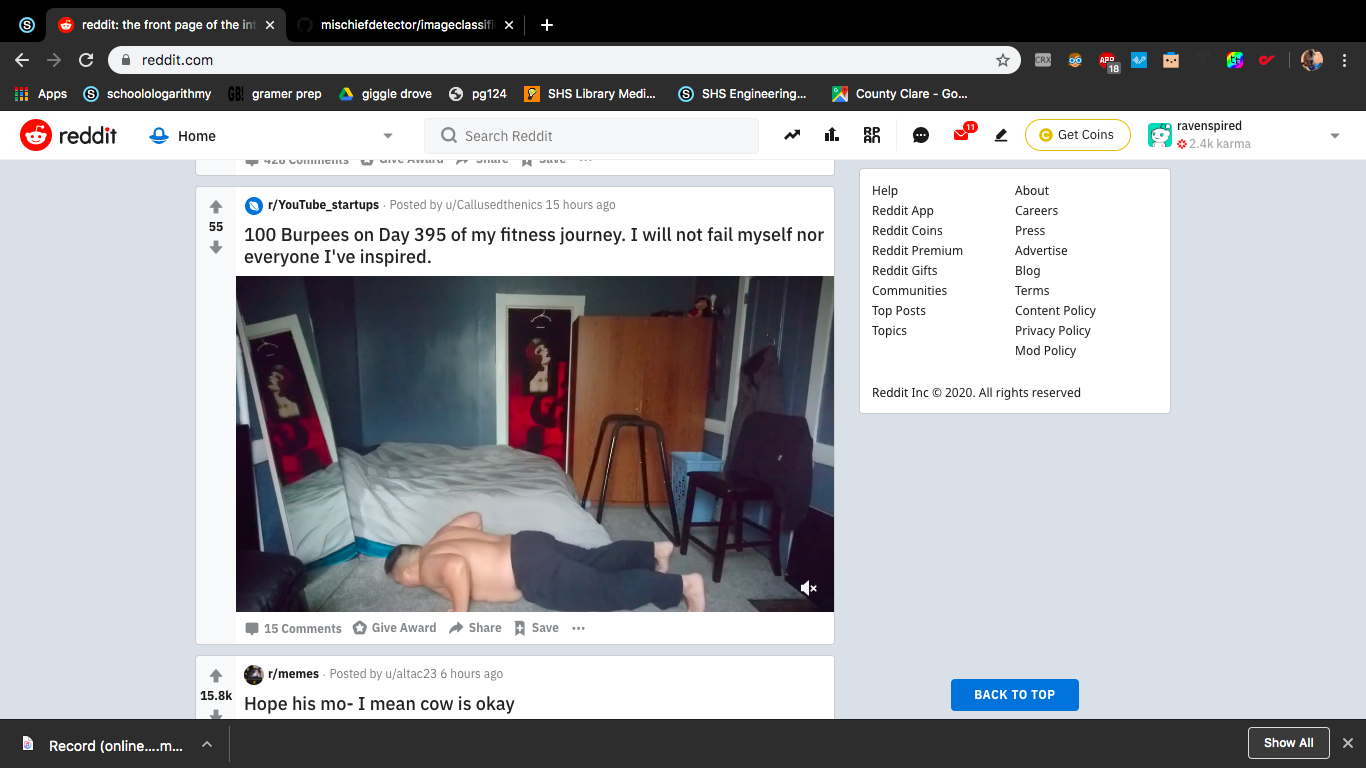 reddit: the front page of the int
mischiefdetector/imageclassifi
reddit.com
CRX
ABP
18
Apps
schoolologarithmy
GB!
gramer prep
giggle drove
pg124
SHS Library Medi...
SHS Engineering...
County Clare - Go...
reddit
Home
Search Reddit
11
Get Coins
ravenspired
2.4k karma
428 Comments
Give Award
Share
Save
...
Help
About
Reddit App
Careers
Reddit Coins
Press
Reddit Premium
Advertise
Reddit Gifts
Blog
Communities
Terms
Top Posts
Content Policy
Topics
Privacy Policy
Mod Policy
Reddit Inc © 2020. All rights reserved
r/YouTube_startups · Posted by u/Callusedthenics 15 hours ago
55
100 Burpees on Day 395 of my fitness journey. I will not fail myself nor
everyone I've inspired.
15 Comments
Give Award
Share
Save
...
r/memes · Posted by u/altac23 6 hours ago
15.8k
Hope his mo- I mean cow is okay
BACK TO TOP
Record (online....m...
Show All